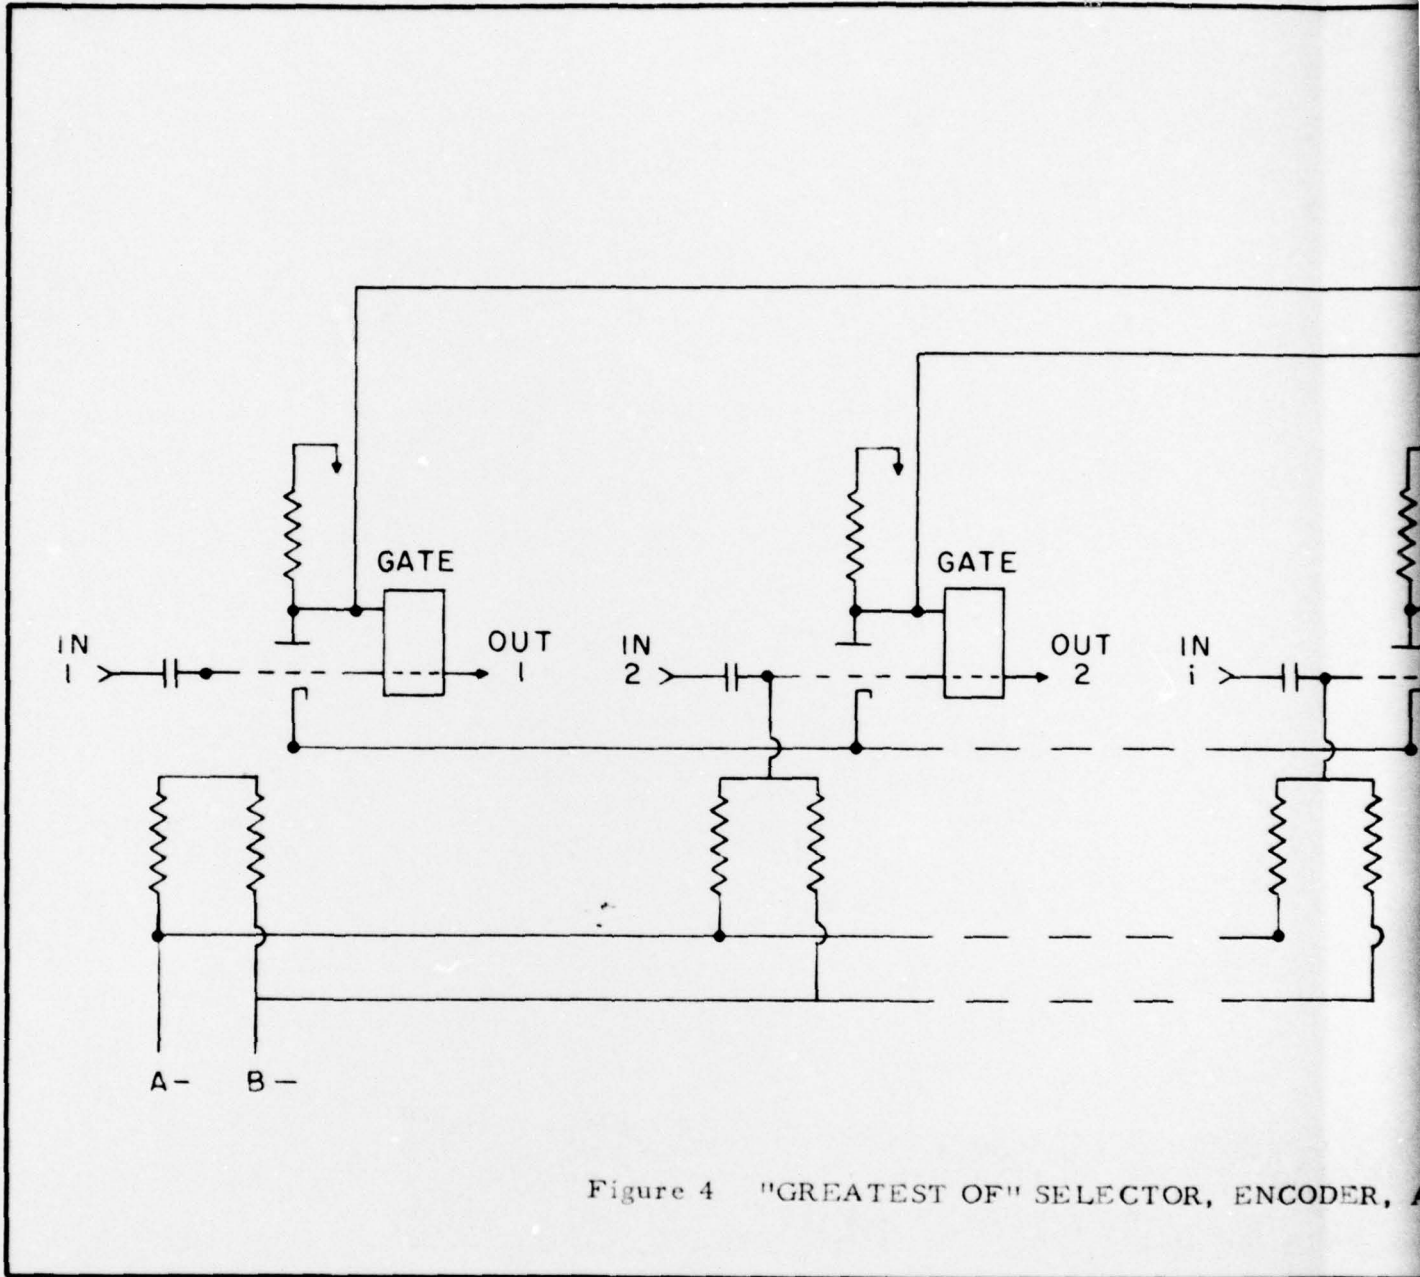 GATE
GATE
IN
1
OUT
1
IN
2
OUT
2
IN
i
A-
B-
Figure 4 "GREATEST OF" SELECTOR, ENCODER,